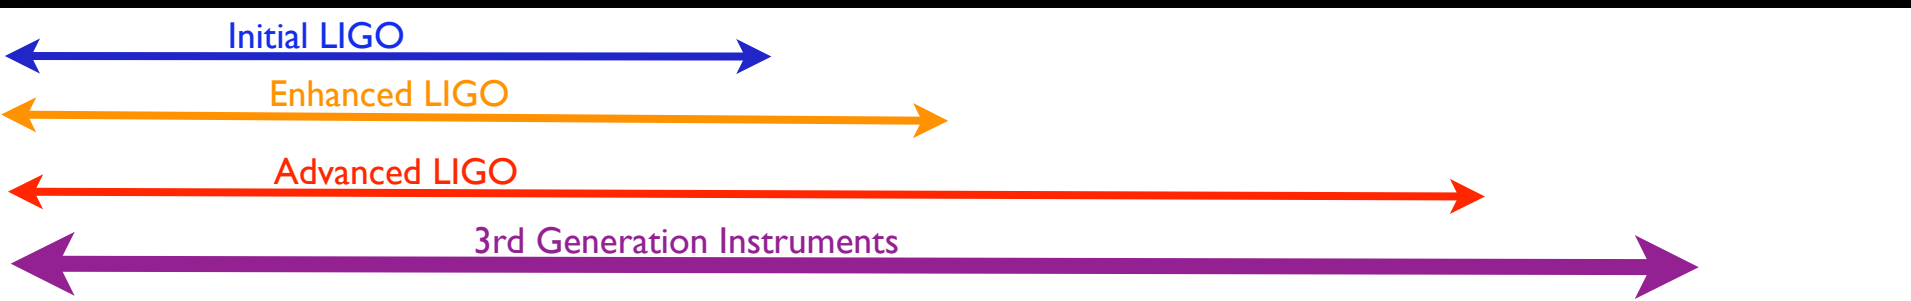 Initial LIGO
Enhanced LIGO
Advanced LIGO
3rd Generation Instruments